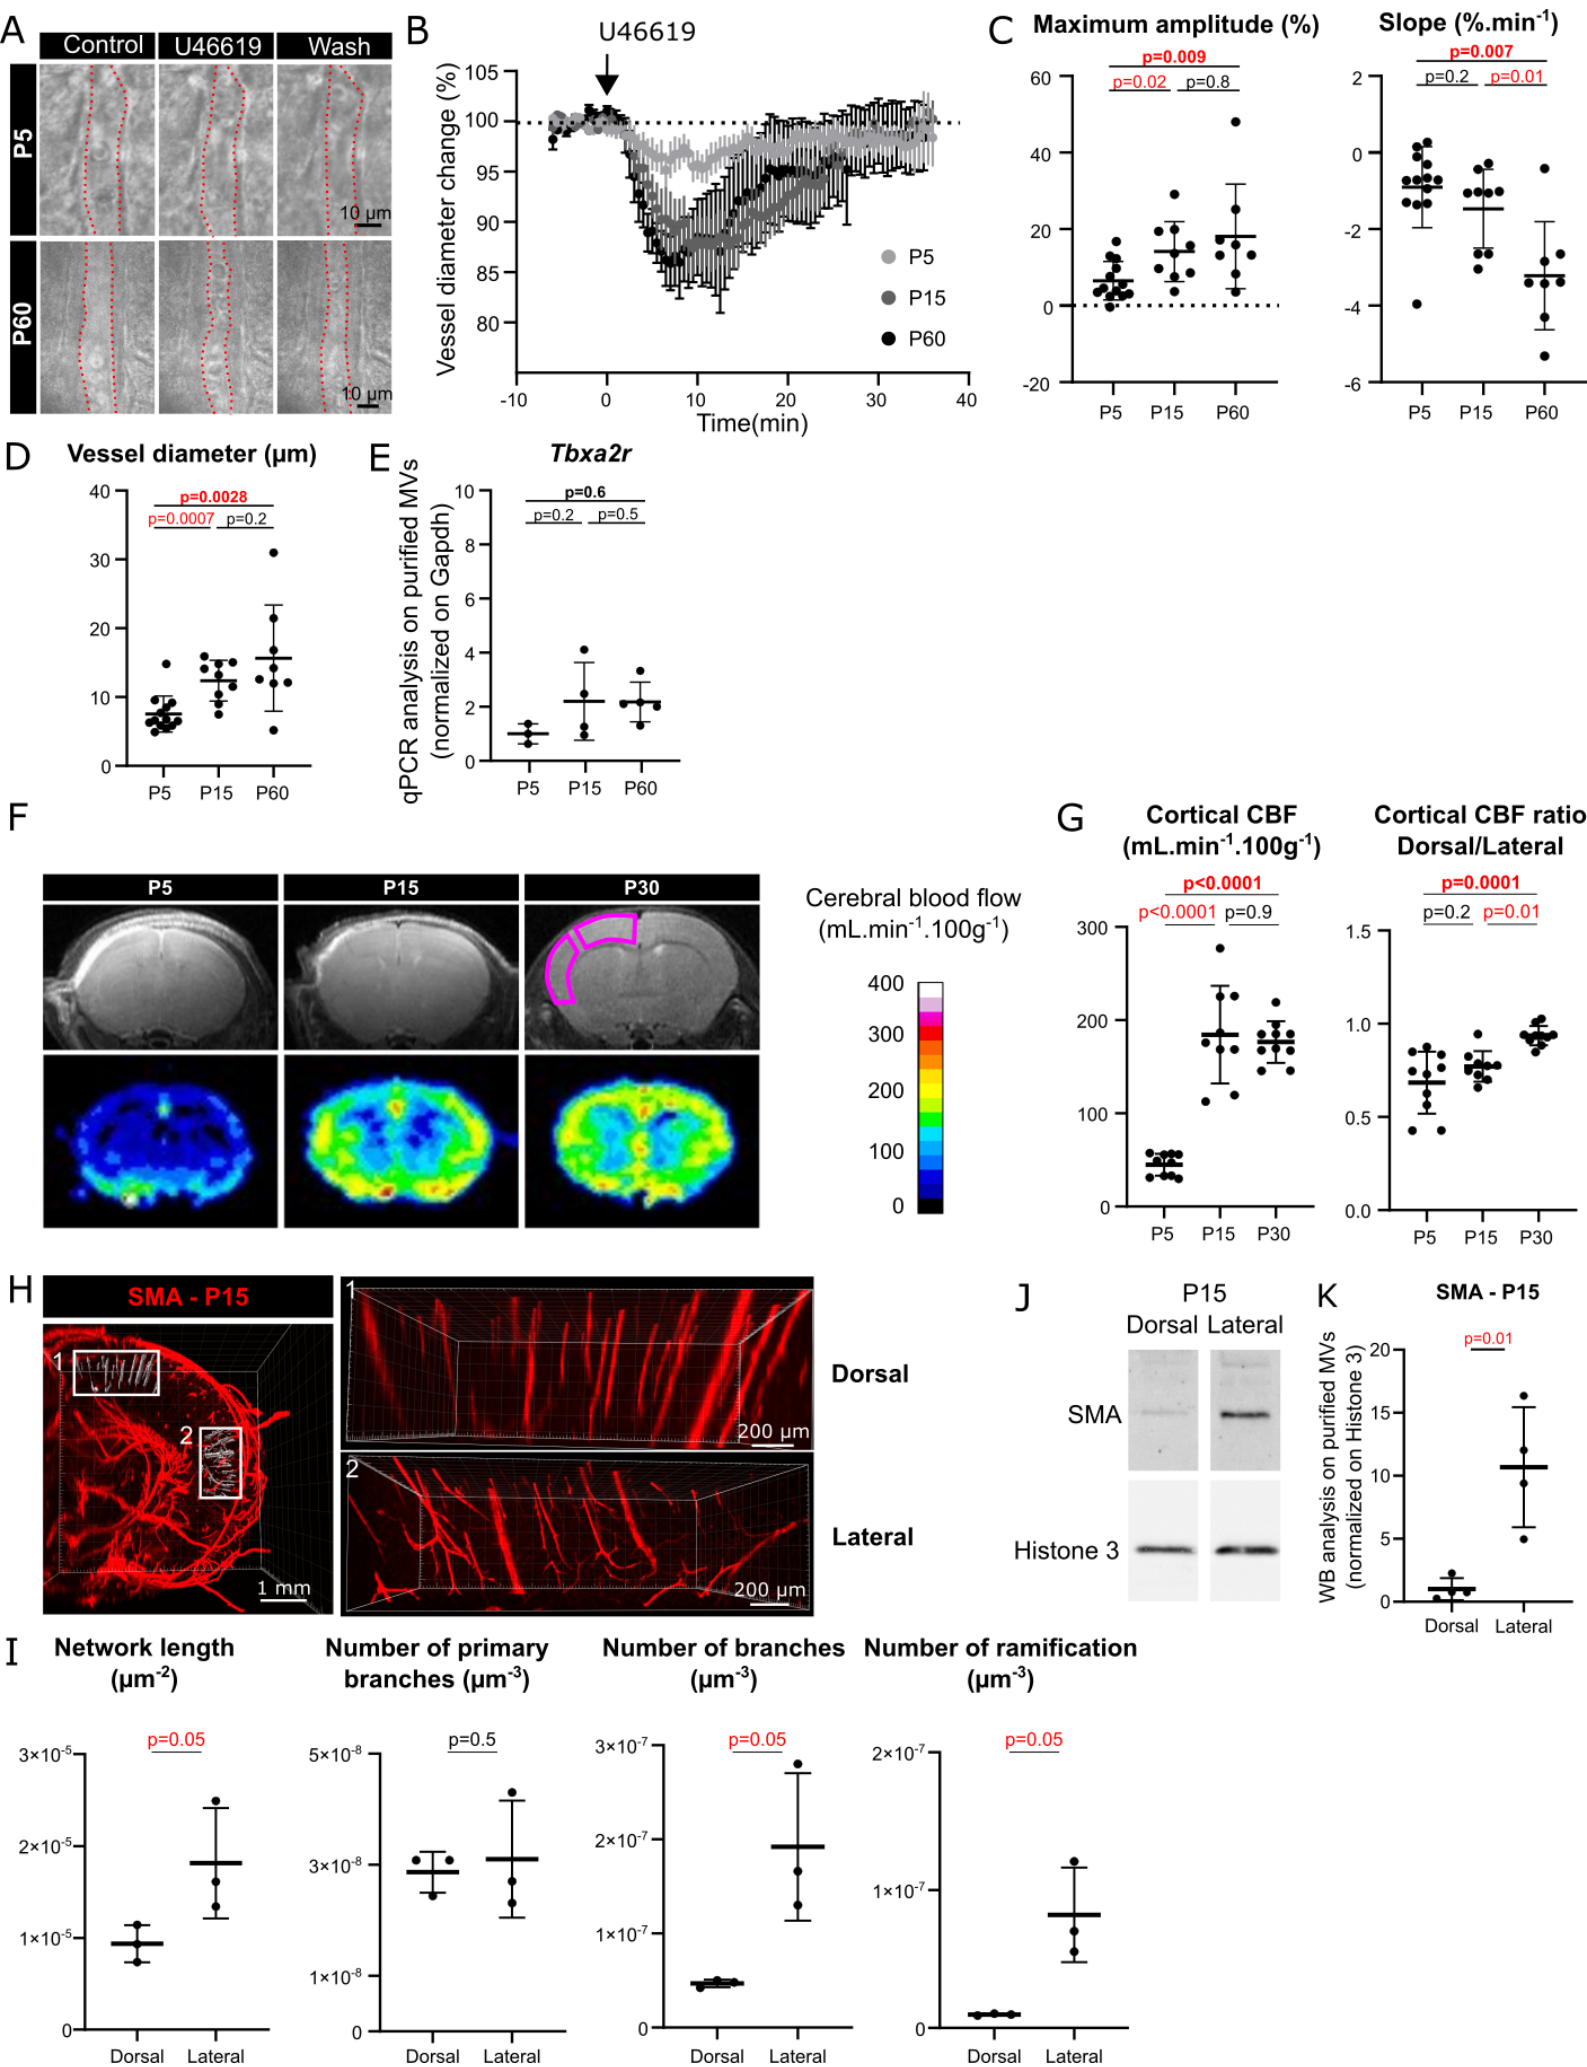 A
Control
U46619
Wash
P5
10 µm
P60
10 µm
B
U46619
Vessel diameter change (%)
105
100
95
90
85
80
P5
P15
P60
-10
0
10
20
30
40
Time(min)
C
Maximum amplitude (%)
p=0.009
p=0.02
p=0.8
60
40
20
0
-20
P5
P15
P60
Slope (%.min-1)
p=0.007
p=0.2
p=0.01
2
0
-2
-4
-6
P5
P15
P60
D
Vessel diameter (µm)
p=0.0028
p=0.0007
p=0.2
40
30
20
10
0
P5
P15
P60
E
Tbxa2r
qPCR analysis on purified MVs
(normalized on Gapdh)
p=0.6
p=0.2
p=0.5
10
8
6
4
2
0
P5
P15
P60
F
P5
P15
P30
Cerebral blood flow
(mL.min-1.100g-1)
400
300
200
100
0
G
Cortical CBF
(mL.min-1.100g-1)
p<0.0001
p<0.0001
p=0.9
300
200
100
0
P5
P15
P30
Cortical CBF ratio
Dorsal/Lateral
p=0.0001
p=0.2
p=0.01
1.5
1.0
0.5
0.0
P5
P15
P30
H
SMA - P15
1
2
1 mm
1
200 µm
Dorsal
2
200 µm
Lateral
J
P15
Dorsal
Lateral
SMA
Histone 3
K
SMA - P15
WB analysis on purified MVs
(normalized on Histone 3)
p=0.01
20
15
10
5
0
Dorsal
Lateral
I
Network length
(µm-2)
p=0.05
3×10-5
2×10-5
1×10-5
0
Dorsal
Lateral
Number of primary
branches (µm-3)
p=0.5
5×10-8
3×10-8
1×10-8
0
Dorsal
Lateral
Number of branches
(µm-3)
p=0.05
3×10-7
2×10-7
1×10-7
0
Dorsal
Lateral
Number of ramification
(µm-3)
p=0.05
2×10-7
1×10-7
0
Dorsal
Lateral